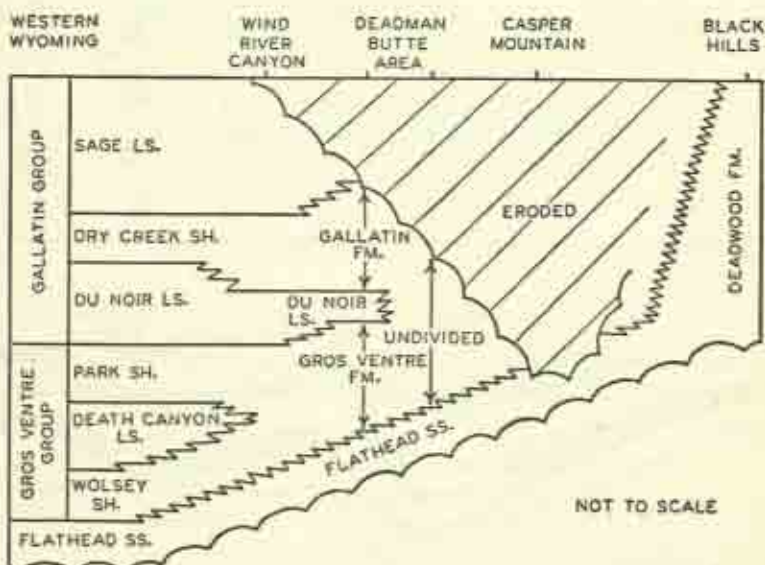 WESTERN
WYOMING
WIND
RIVER
CANYON
DEADMAN
BUTTE
AREA
CASPER
MOUNTAIN
BLACK
HILLS
GALLATIN GROUP
SAGE LS.
DRY CREEK SH.
DU NOIR LS.
GALLATIN
FM.
DU NOIR
LS.
UNDIVIDED
GROS VENTRE
FM.
ERODED
DEADWOOD FM.
GROS VENTRE
GROUP
PARK SH.
DEATH CANYON
LS.
WOLSEY
SH.
FLATHEAD SS.
FLATHEAD SS.
NOT TO SCALE